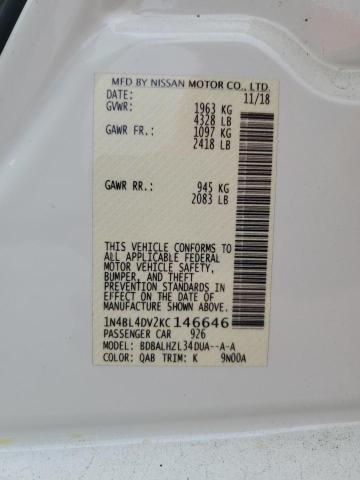 MFD BY NISSAN MOTOR CO., LTD.
DATE: 11/18
GVWR: 1963 KG
4328 LB
GAWR FR.: 1097 KG
2418 LB
GAWR RR.: 945 KG
2083 LB
THIS VEHICLE CONFORMS TO
ALL APPLICABLE FEDERAL
MOTOR VEHICLE SAFETY,
BUMPER, AND THEFT
PREVENTION STANDARDS IN
EFFECT ON THE DATE OF
MANUFACTURE SHOWN ABOVE.
1N4BL4DV2KC146646
PASSENGER CAR 926
MODEL: BDBALHZL34DUA--A-A
COLOR: QAB TRIM: K 9N00A